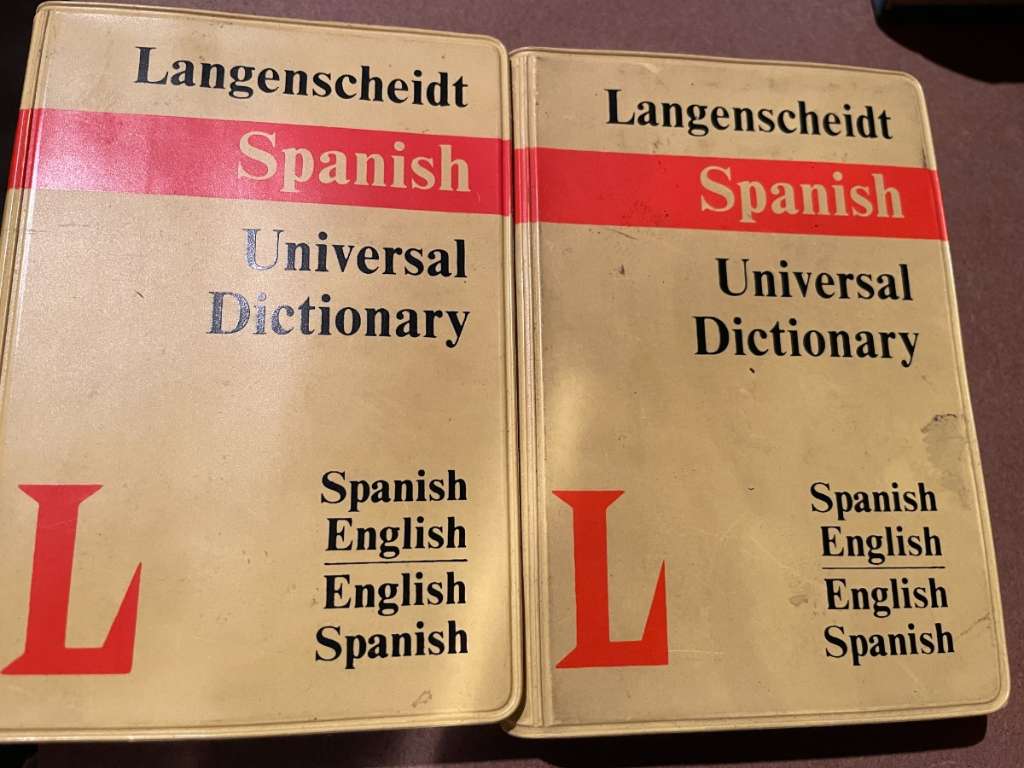 Langenscheidt
Spanish
Universal
Dictionary
L
Spanish
English
English
Spanish
Langenscheidt
Spanish
Universal
Dictionary
L
Spanish
English
English
Spanish